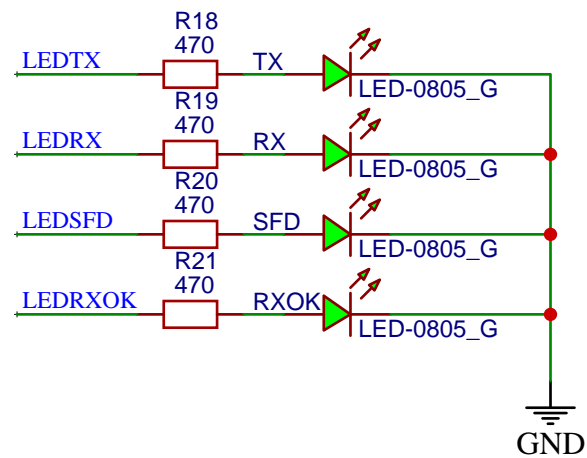 R18
470
LEDTX
TX
LED-0805_G
R19
470
LEDRX
RX
LED-0805_G
R20
470
LEDSFD
SFD
LED-0805_G
R21
470
LEDRXOK
RXOK
LED-0805_G
GND